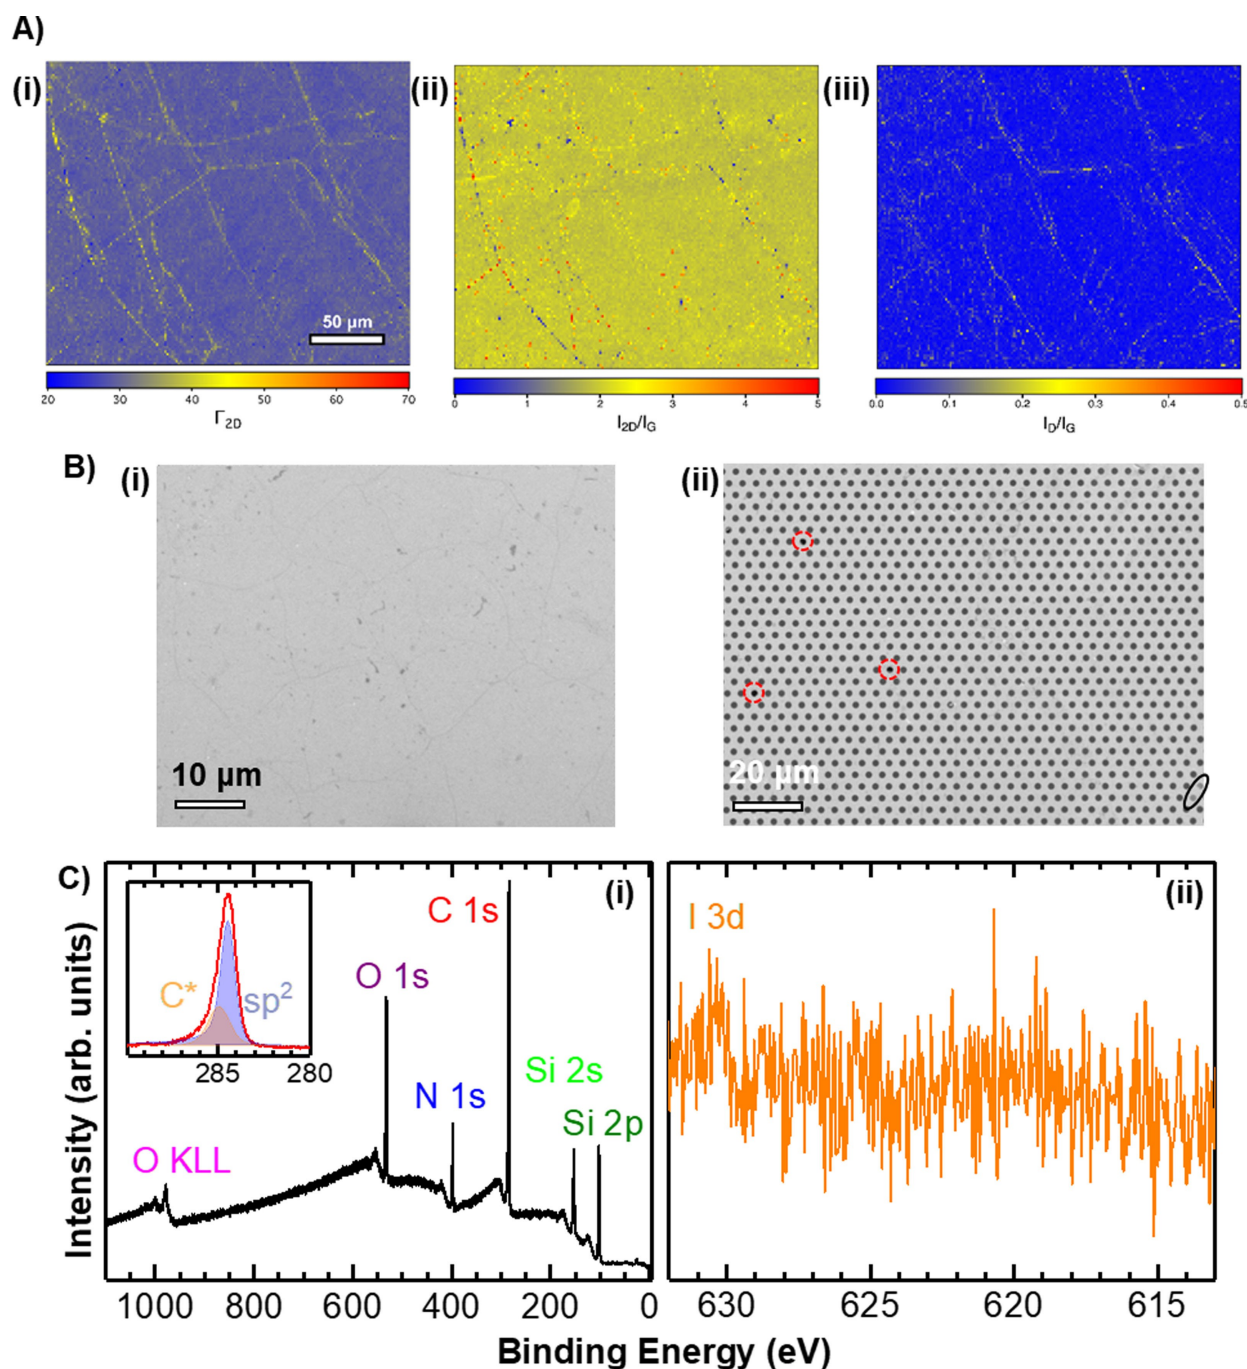 A)
(i)
(ii)
(iii)
50 µm
20 30 40 50 60 70
Γ2D
0 1 2 3 4 5
I2D/IG
0.0 0.1 0.2 0.3 0.4 0.5
ID/IG
B)
(i)
(ii)
10 µm
20 µm
C)
(i)
(ii)
C 1s
I 3d
O 1s
C*
sp2
Si 2s
285 280
N 1s
Si 2p
O KLL
Intensity (arb. units)
1000 800 600 400 200 0
630 625 620 615
Binding Energy (eV)